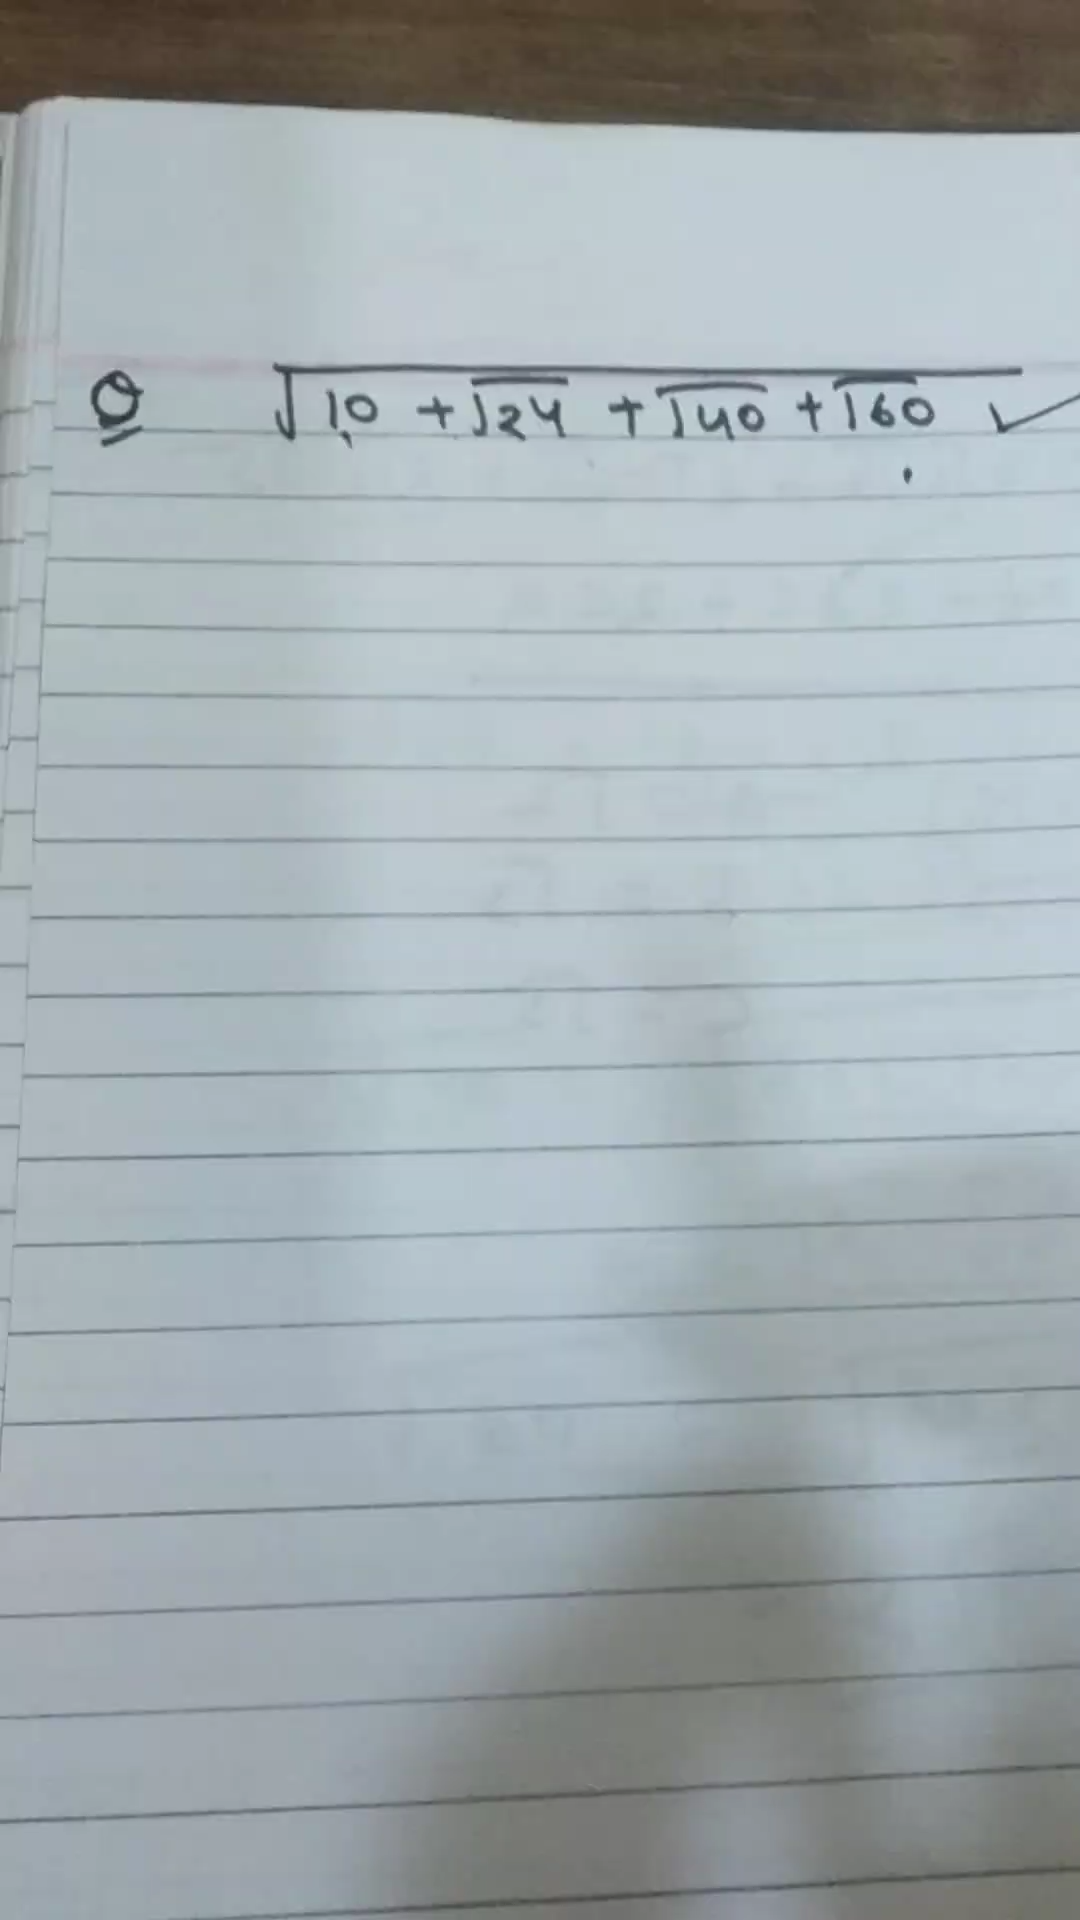 Q √(10 + √24 + √40 + √60) ✓